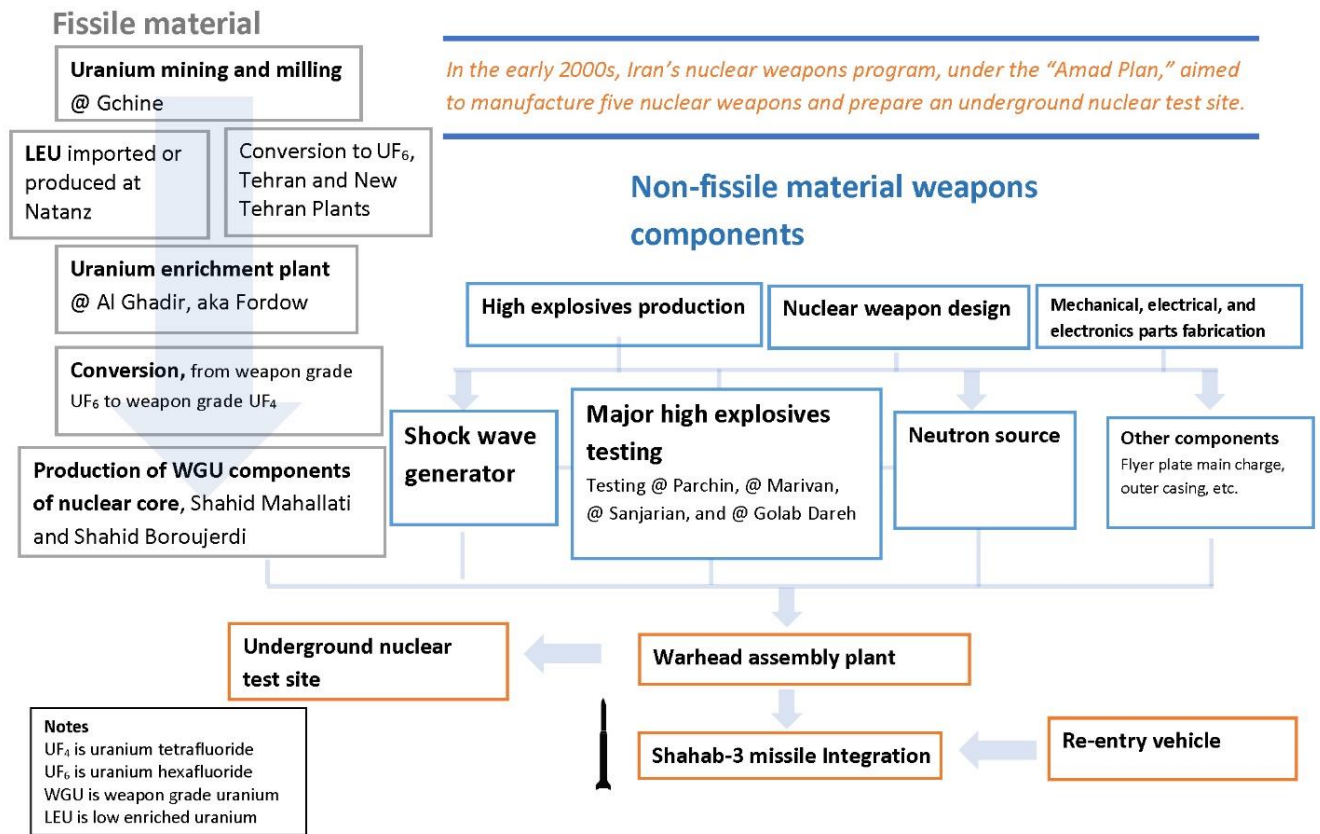 Fissile material
Uranium mining and milling
@ Gchine
LEU imported or
produced at
Natanz
Conversion to UF₆,
Tehran and New
Tehran Plants
Uranium enrichment plant
@ Al Ghadir, aka Fordow
Conversion, from weapon grade
UF₆ to weapon grade UF₄
Production of WGU components
of nuclear core, Shahid Mahallati
and Shahid Boroujerdi
In the early 2000s, Iran’s nuclear weapons program, under the “Amad Plan,” aimed
to manufacture five nuclear weapons and prepare an underground nuclear test site.
Non-fissile material weapons
components
High explosives production
Nuclear weapon design
Mechanical, electrical, and
electronics parts fabrication
Shock wave
generator
Major high explosives
testing
Testing @ Parchin, @ Marivan,
@ Sanjarian, and @ Golab Dareh
Neutron source
Other components
Flyer plate main charge,
outer casing, etc.
Underground nuclear
test site
Warhead assembly plant
Shahab-3 missile Integration
Re-entry vehicle
Notes
UF₄ is uranium tetrafluoride
UF₆ is uranium hexafluoride
WGU is weapon grade uranium
LEU is low enriched uranium